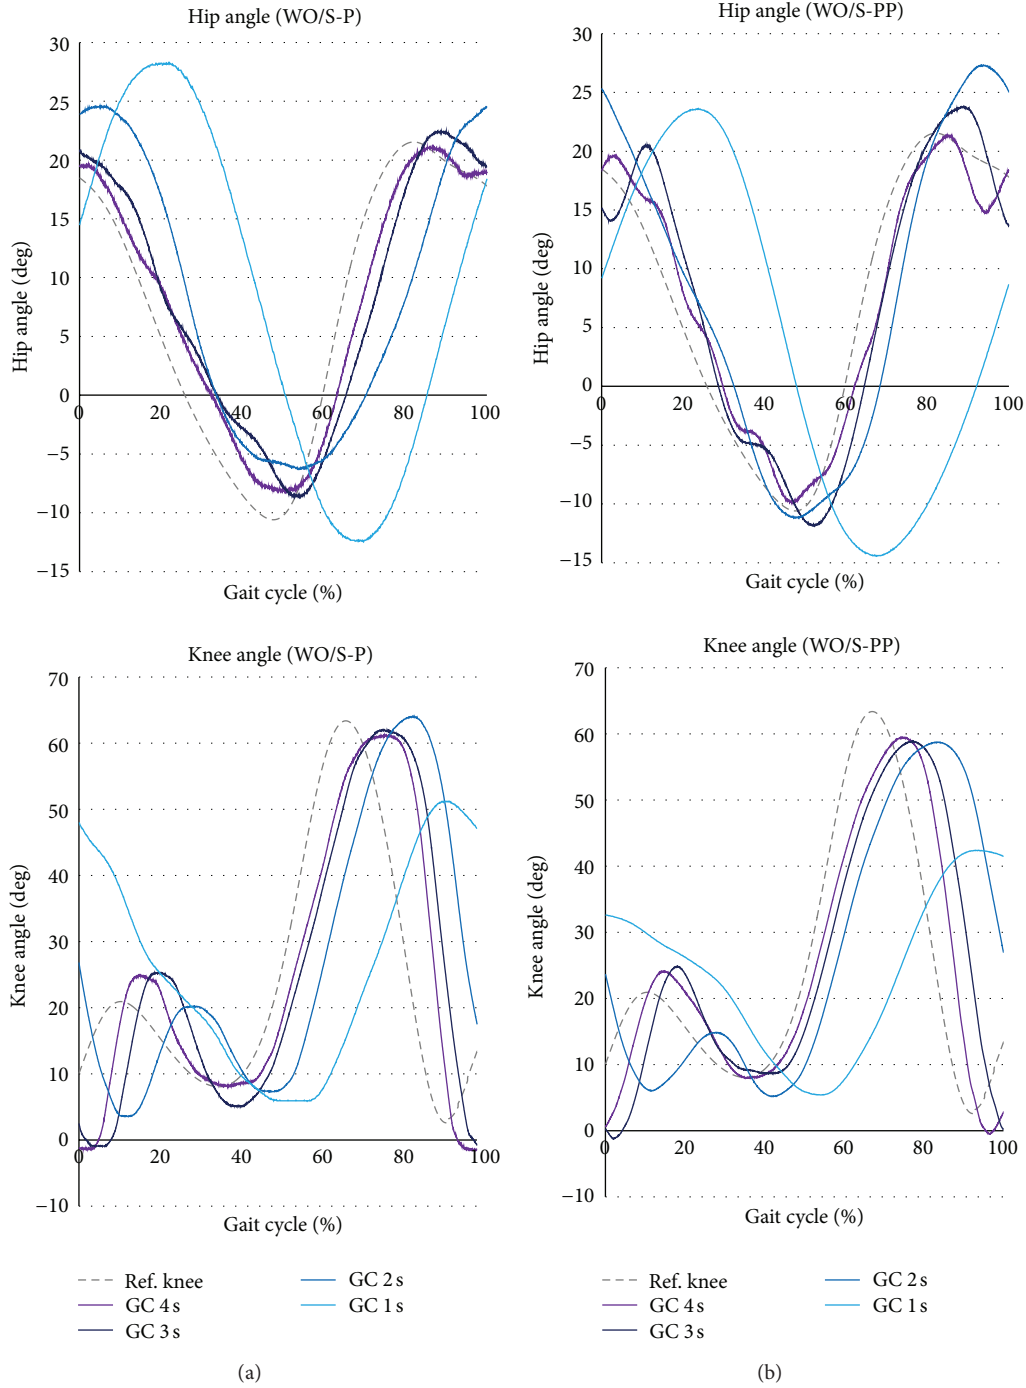 Hip angle (WO/S-P)
30
25
20
15
10
5
0
−5
−10
−15
0 20 40 60 80 100
Hip angle (deg)
Gait cycle (%)
Hip angle (WO/S-PP)
30
25
20
15
10
5
0
−5
−10
−15
0 20 40 60 80 100
Hip angle (deg)
Gait cycle (%)
Knee angle (WO/S-P)
70
60
50
40
30
20
10
0
−10
0 20 40 60 80 100
Knee angle (deg)
Gait cycle (%)
Ref. knee
GC 4 s
GC 3 s
GC 2 s
GC 1 s
(a)
Knee angle (WO/S-PP)
70
60
50
40
30
20
10
0
−10
0 20 40 60 80 100
Knee angle (deg)
Gait cycle (%)
Ref. knee
GC 4 s
GC 3 s
GC 2 s
GC 1 s
(b)